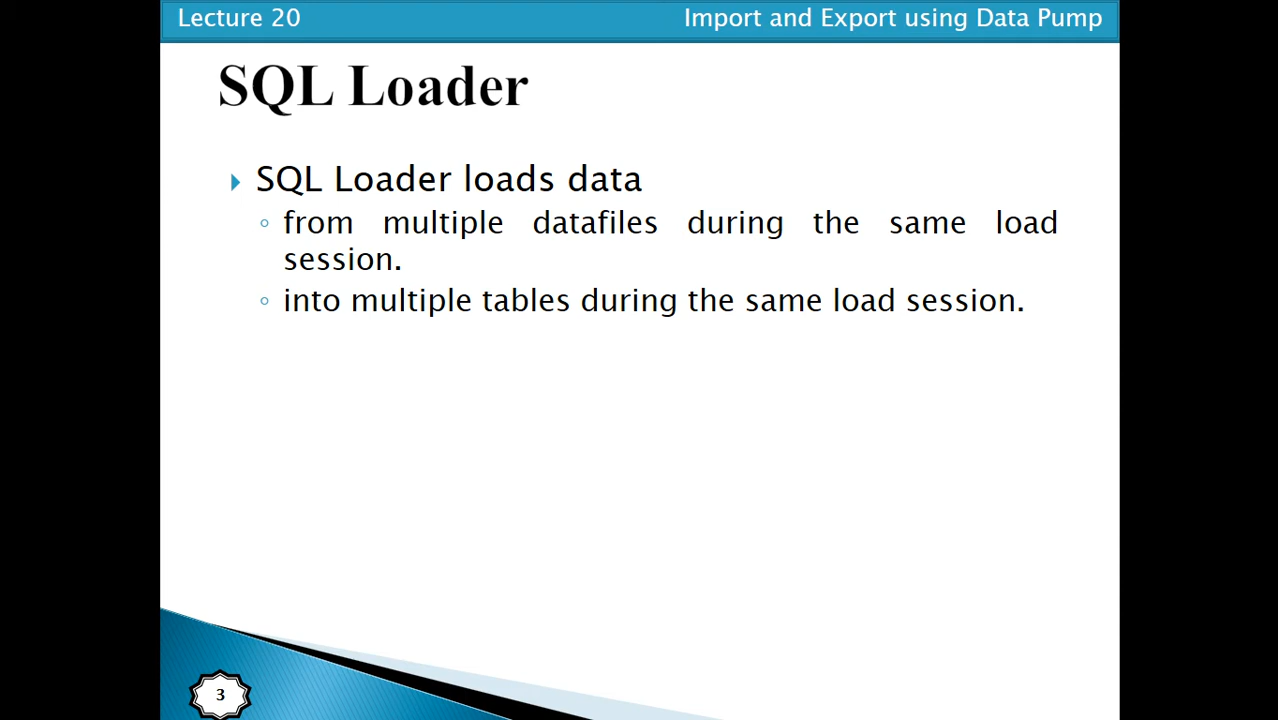 Lecture 20
Import and Export using Data Pump
SQL Loader
SQL Loader loads data
from multiple datafiles during the same load
session.
into multiple tables during the same load session.
3